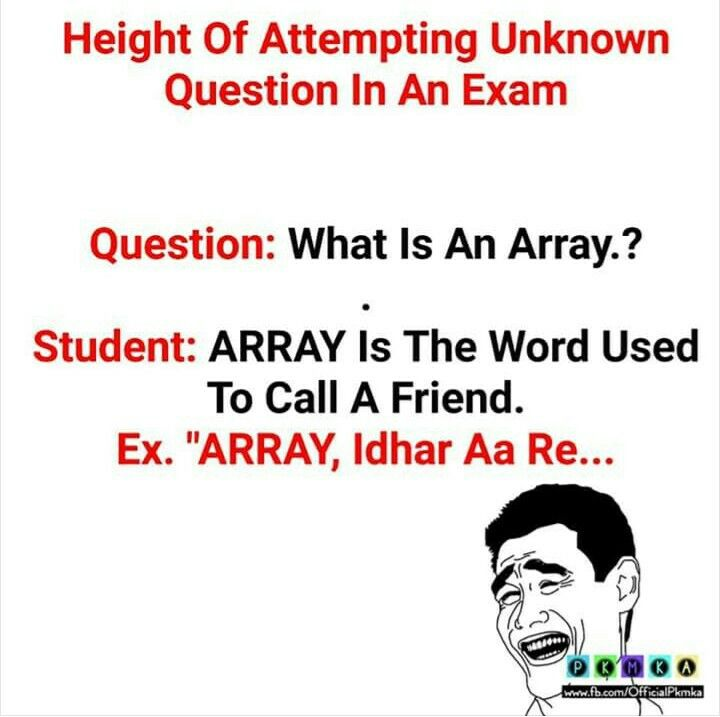 Height Of Attempting Unknown
Question In An Exam
Question: What Is An Array.?
.
Student: ARRAY Is The Word Used
To Call A Friend.
Ex. "ARRAY, Idhar Aa Re...
P K M K A
www.fb.com/OfficialPkmka